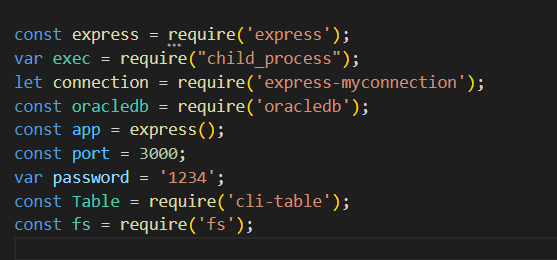 const express = require('express');
var exec = require("child_process");
let connection = require('express-myconnection');
const oracledb = require('oracledb');
const app = express();
const port = 3000;
var password = '1234';
const Table = require('cli-table');
const fs = require('fs');